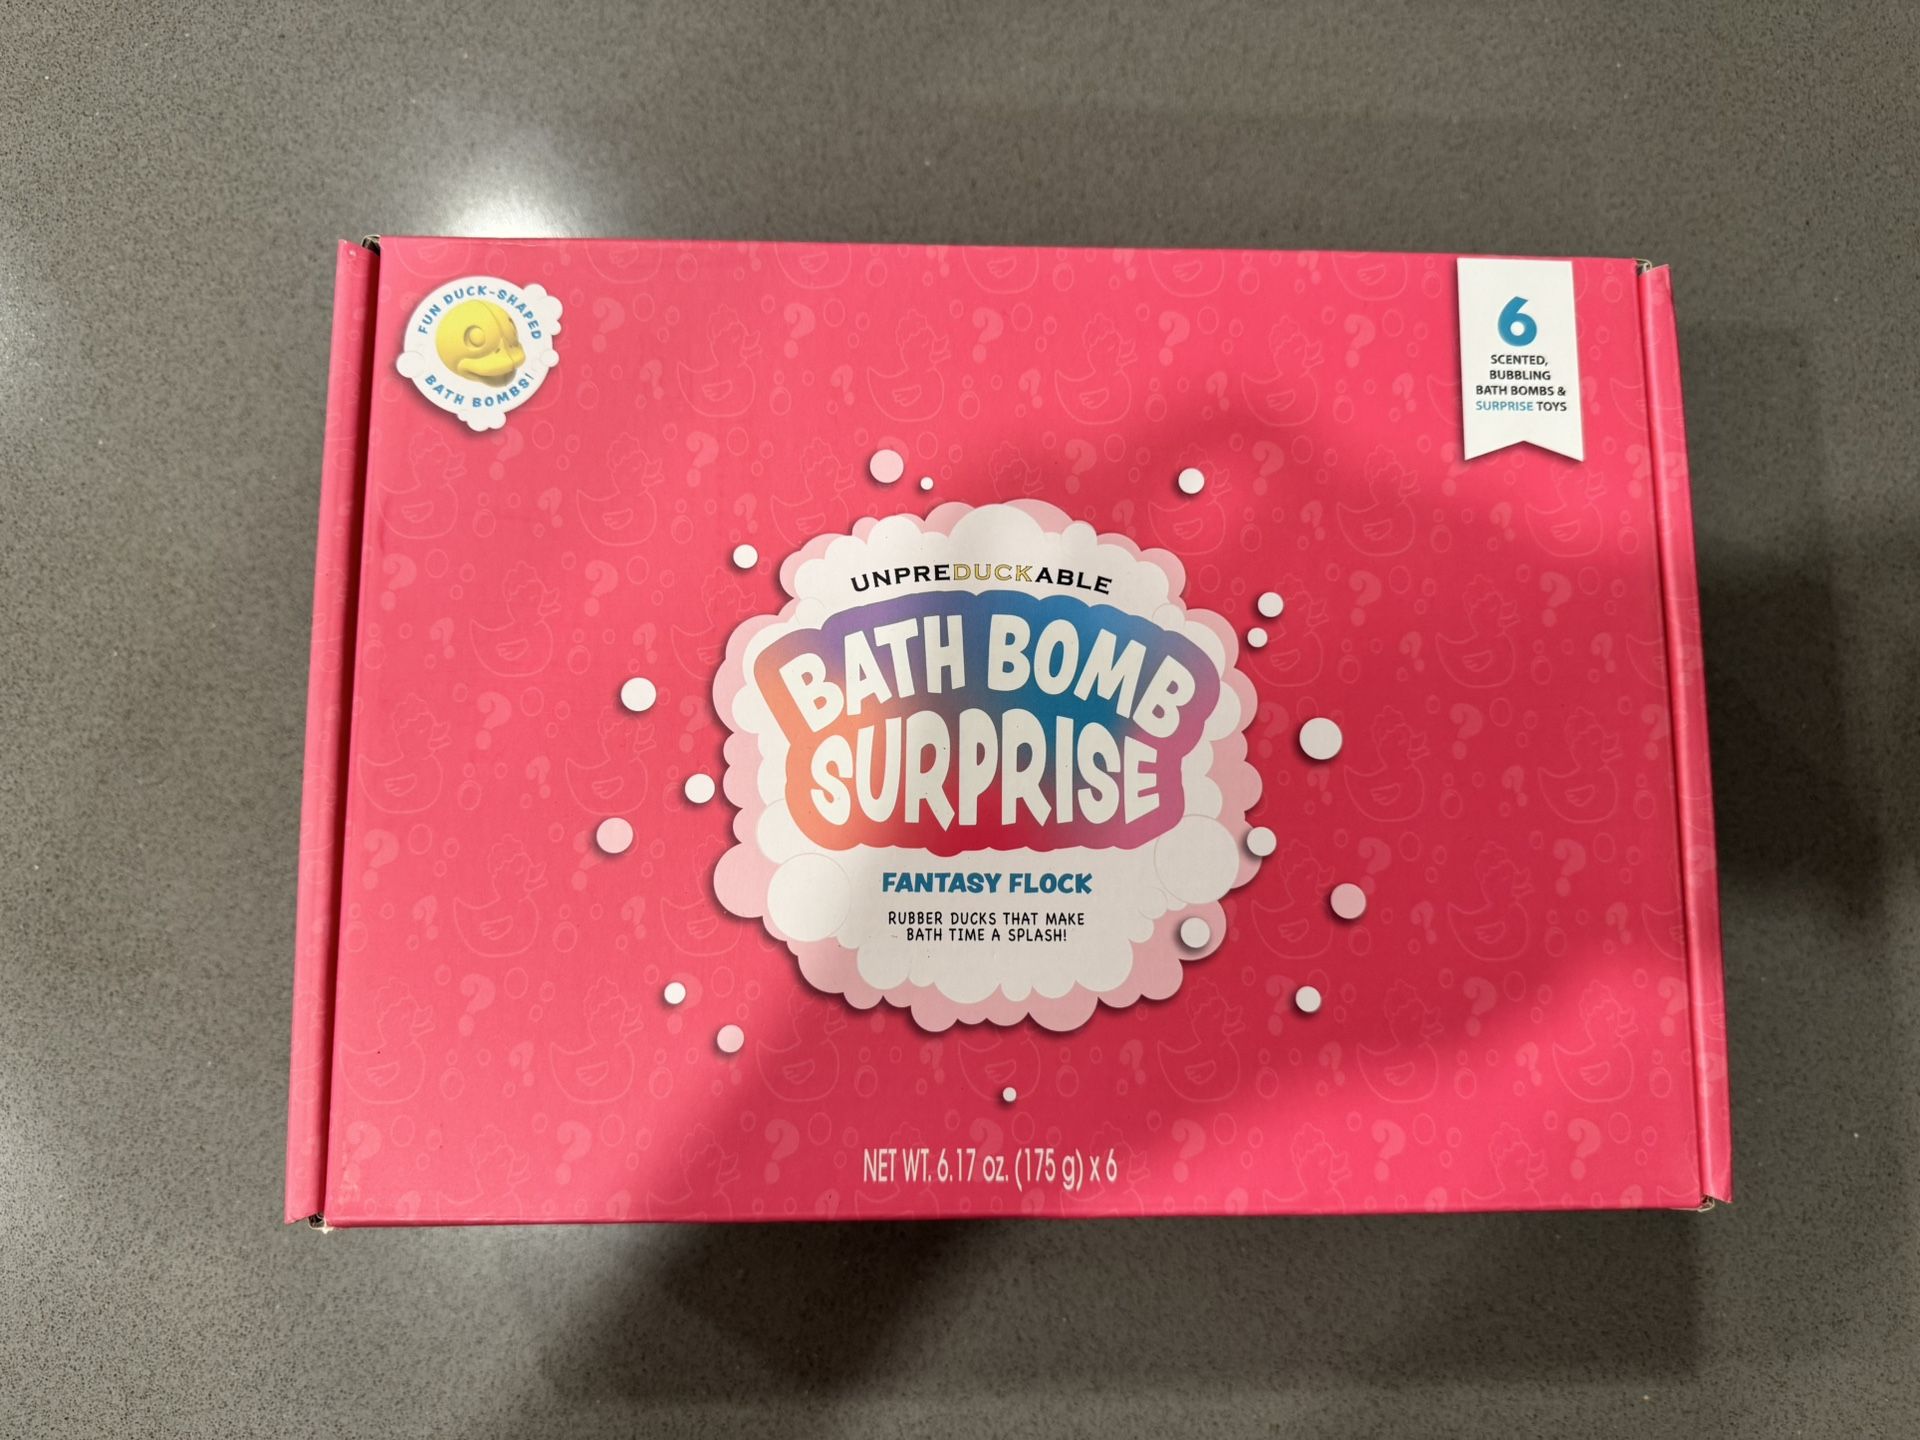 FUN DUCK-SHAPED
BATH BOMBS!
6
SCENTED,
BUBBLING
BATH BOMBS &
SURPRISE TOYS
UNPREDUCKABLE
BATH BOMB
SURPRISE
FANTASY FLOCK
RUBBER DUCKS THAT MAKE
BATH TIME A SPLASH!
NET WT. 6.17 oz. (175 g) x 6